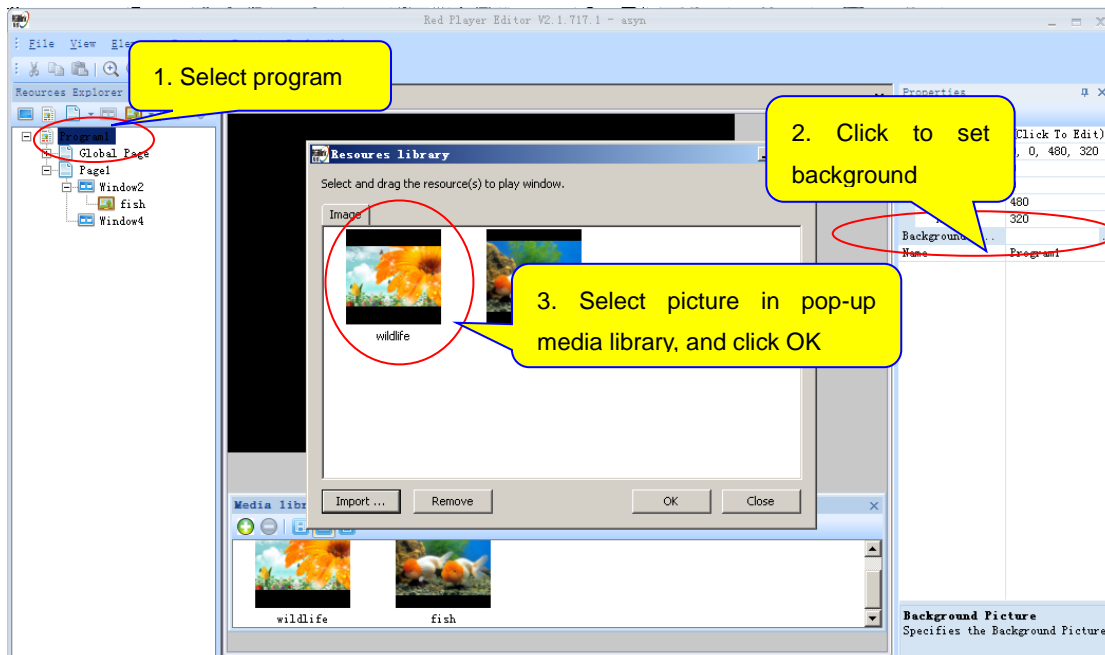 Red Player Editor V2.1.717.1 - asyn
File View
1. Select program
Reources Explorer
Properties
Program1
Global Page
Page1
Window2
fish
Window4
Resoures library
Select and drag the resource(s) to play window.
Image
wildlife
2. Click to set
background
(Click To Edit)
, 0, 480, 320
480
320
Background
Name Program1
3. Select picture in pop-up
media library, and click OK
Import ... Remove OK Close
Media
wildlife fish
Background Picture
Specifies the Background Picture